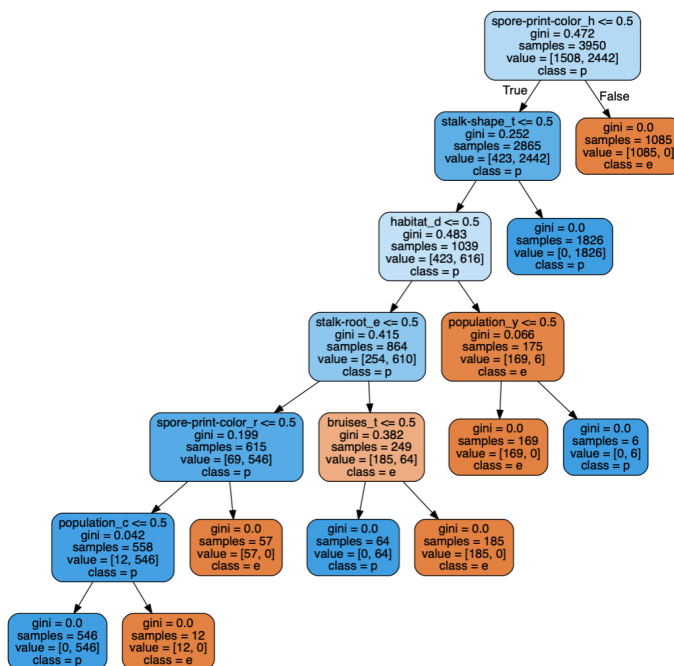 spore-print-color_h <= 0.5
gini = 0.472
samples = 3950
value = [1508, 2442]
class = p
True
False
stalk-shape_t <= 0.5
gini = 0.252
samples = 2865
value = [423, 2442]
class = p
gini = 0.0
samples = 1085
value = [1085, 0]
class = e
habitat_d <= 0.5
gini = 0.483
samples = 1039
value = [423, 616]
class = p
gini = 0.0
samples = 1826
value = [0, 1826]
class = p
stalk-root_e <= 0.5
gini = 0.415
samples = 864
value = [254, 610]
class = p
population_y <= 0.5
gini = 0.066
samples = 175
value = [169, 6]
class = e
spore-print-color_r <= 0.5
gini = 0.199
samples = 615
value = [69, 546]
class = p
bruises_t <= 0.5
gini = 0.382
samples = 249
value = [185, 64]
class = e
gini = 0.0
samples = 169
value = [169, 0]
class = e
gini = 0.0
samples = 6
value = [0, 6]
class = p
population_c <= 0.5
gini = 0.042
samples = 558
value = [12, 546]
class = p
gini = 0.0
samples = 57
value = [57, 0]
class = e
gini = 0.0
samples = 64
value = [0, 64]
class = p
gini = 0.0
samples = 185
value = [185, 0]
class = e
gini = 0.0
samples = 546
value = [0, 546]
class = p
gini = 0.0
samples = 12
value = [12, 0]
class = e